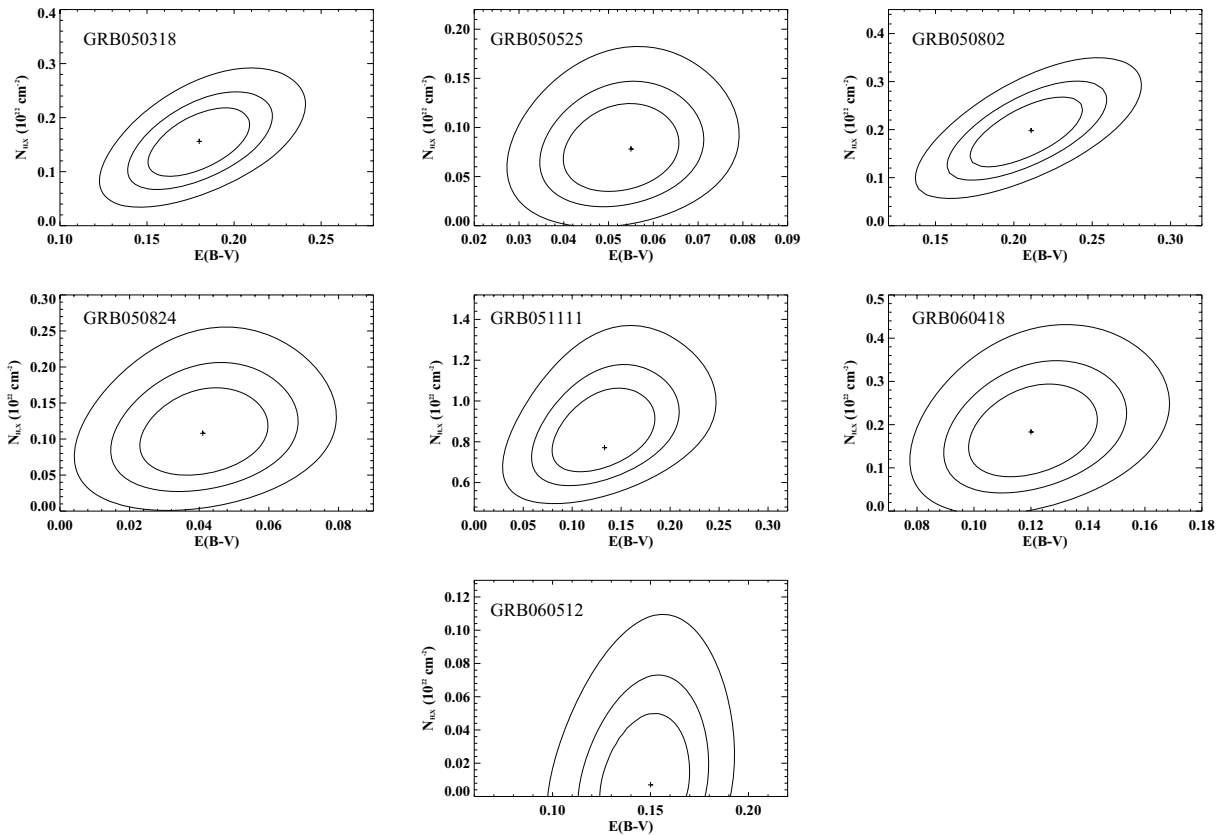 GRB050318
N_H,X (10^22 cm^-2)
0.4
0.3
0.2
0.1
0.0
0.10 0.15 0.20 0.25
E(B-V)
GRB050525
N_H,X (10^22 cm^-2)
0.20
0.15
0.10
0.05
0.00
0.02 0.03 0.04 0.05 0.06 0.07 0.08 0.09
E(B-V)
GRB050802
N_H,X (10^22 cm^-2)
0.4
0.3
0.2
0.1
0.0
0.15 0.20 0.25 0.30
E(B-V)
GRB050824
N_H,X (10^22 cm^-2)
0.30
0.25
0.20
0.15
0.10
0.05
0.00
0.00 0.02 0.04 0.06 0.08
E(B-V)
GRB051111
N_H,X (10^22 cm^-2)
1.4
1.2
1.0
0.8
0.6
0.00 0.05 0.10 0.15 0.20 0.25 0.30
E(B-V)
GRB060418
N_H,X (10^22 cm^-2)
0.5
0.4
0.3
0.2
0.1
0.0
0.08 0.10 0.12 0.14 0.16 0.18
E(B-V)
GRB060512
N_H,X (10^22 cm^-2)
0.12
0.10
0.08
0.06
0.04
0.02
0.00
0.10 0.15 0.20
E(B-V)